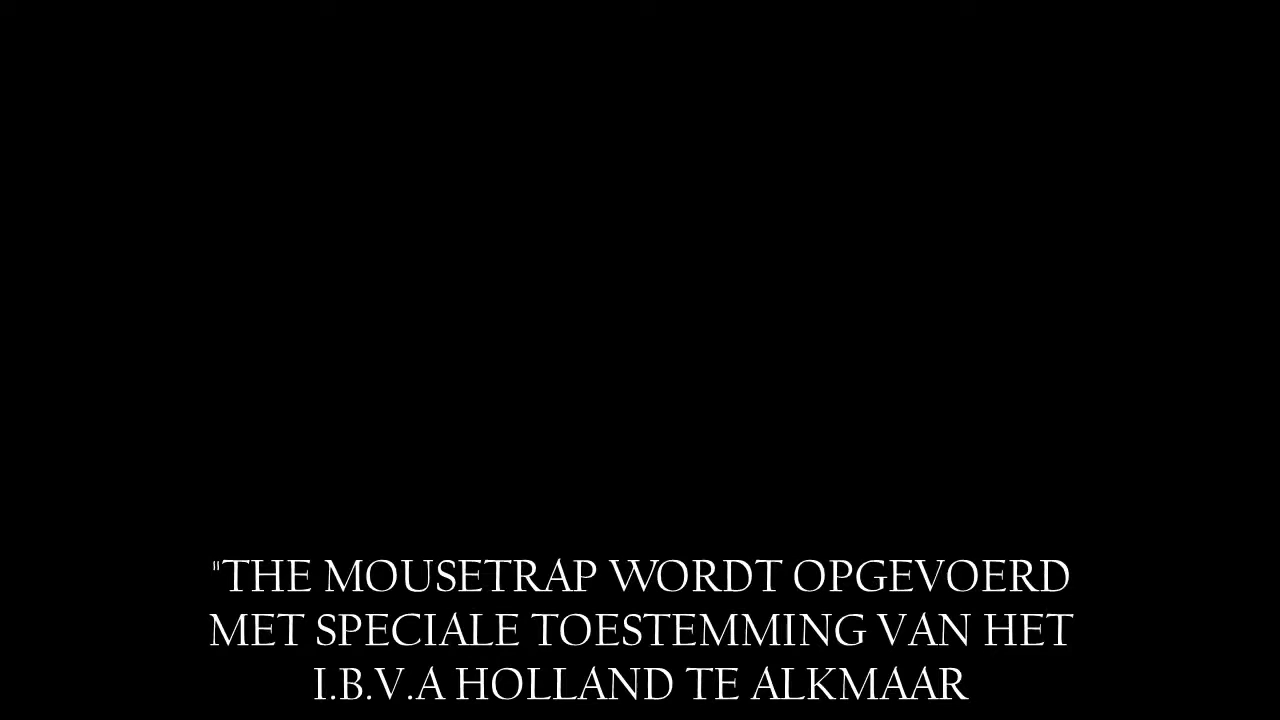 "THE MOUSETRAP WORDT OPGEVOERD
MET SPECIALE TOESTEMMING VAN HET
I.B.V.A HOLLAND TE ALKMAAR